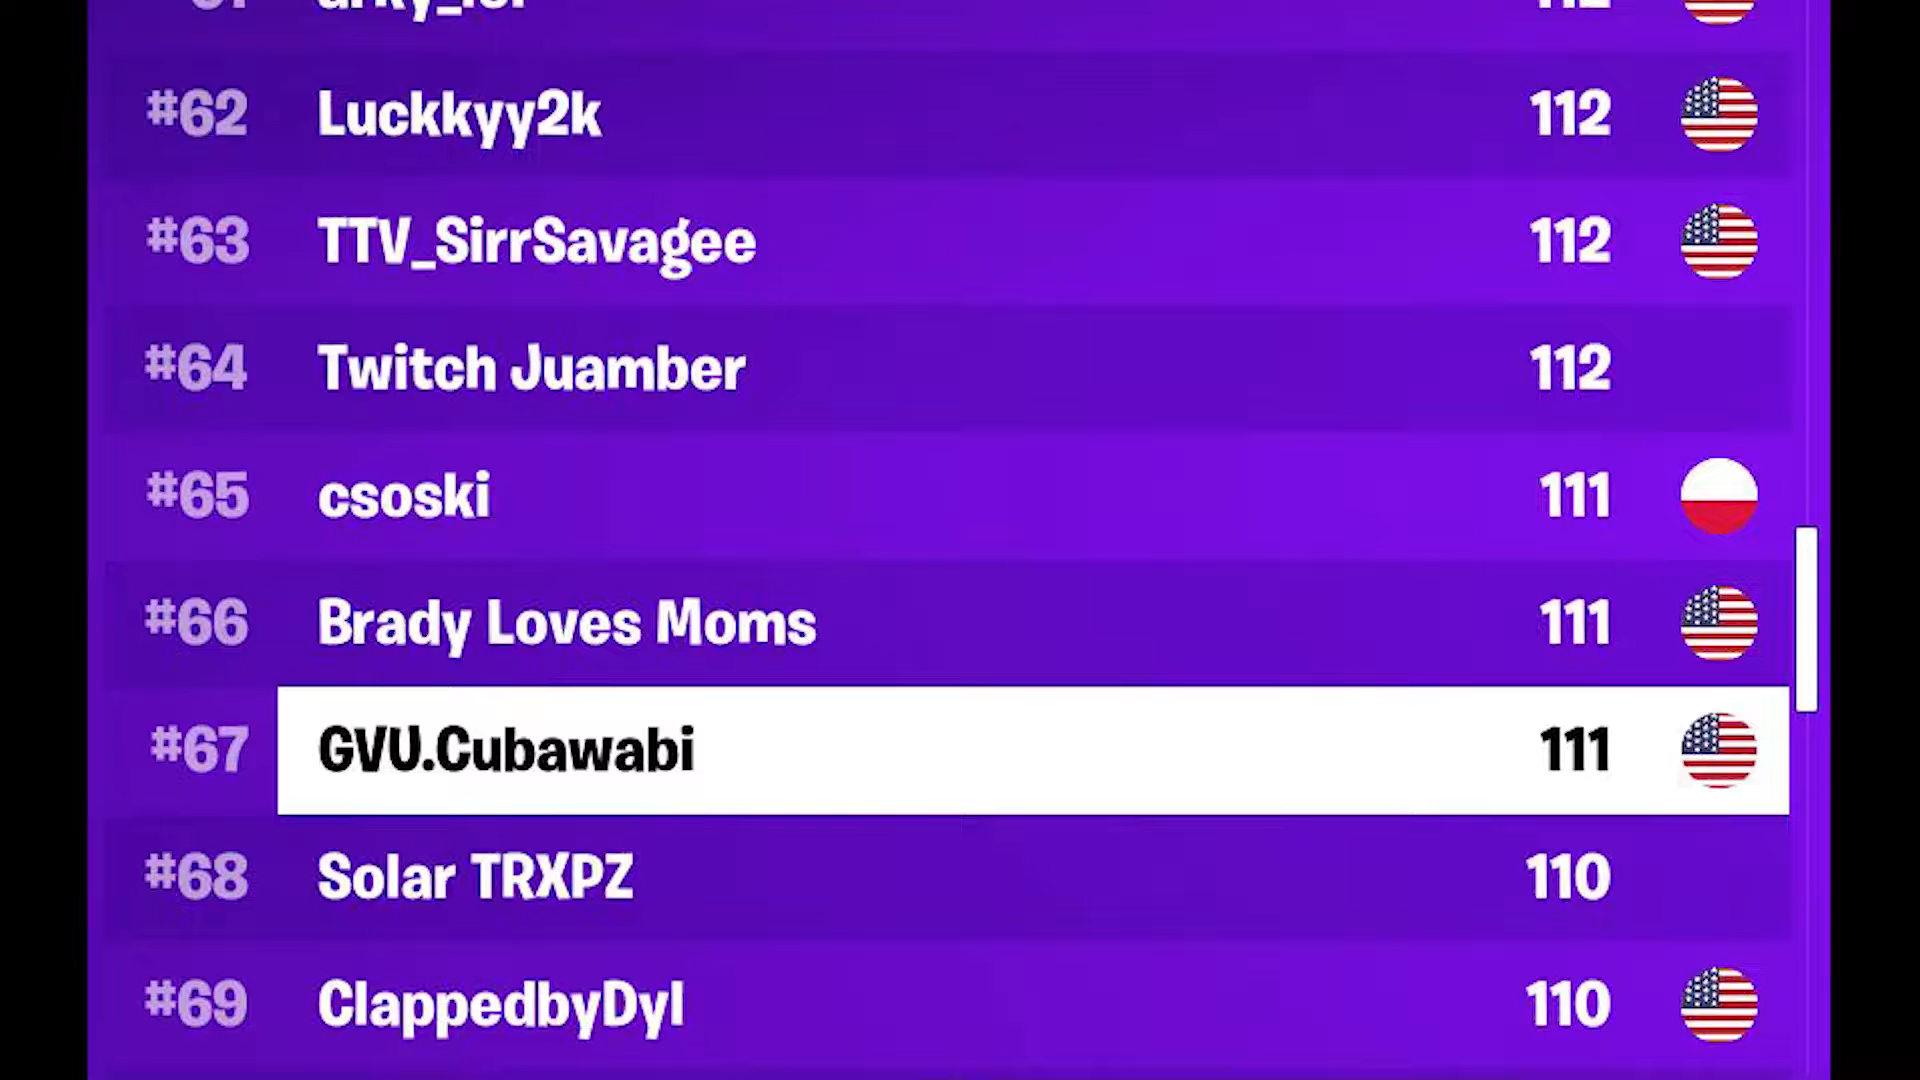 #62 Luckkyy2k 112
#63 TTV_SirrSavagee 112
#64 Twitch Juamber 112
#65 csoski 111
#66 Brady Loves Moms 111
#67 GVU.Cubawabi 111
#68 Solar TRXPZ 110
#69 ClappedbyDyl 110